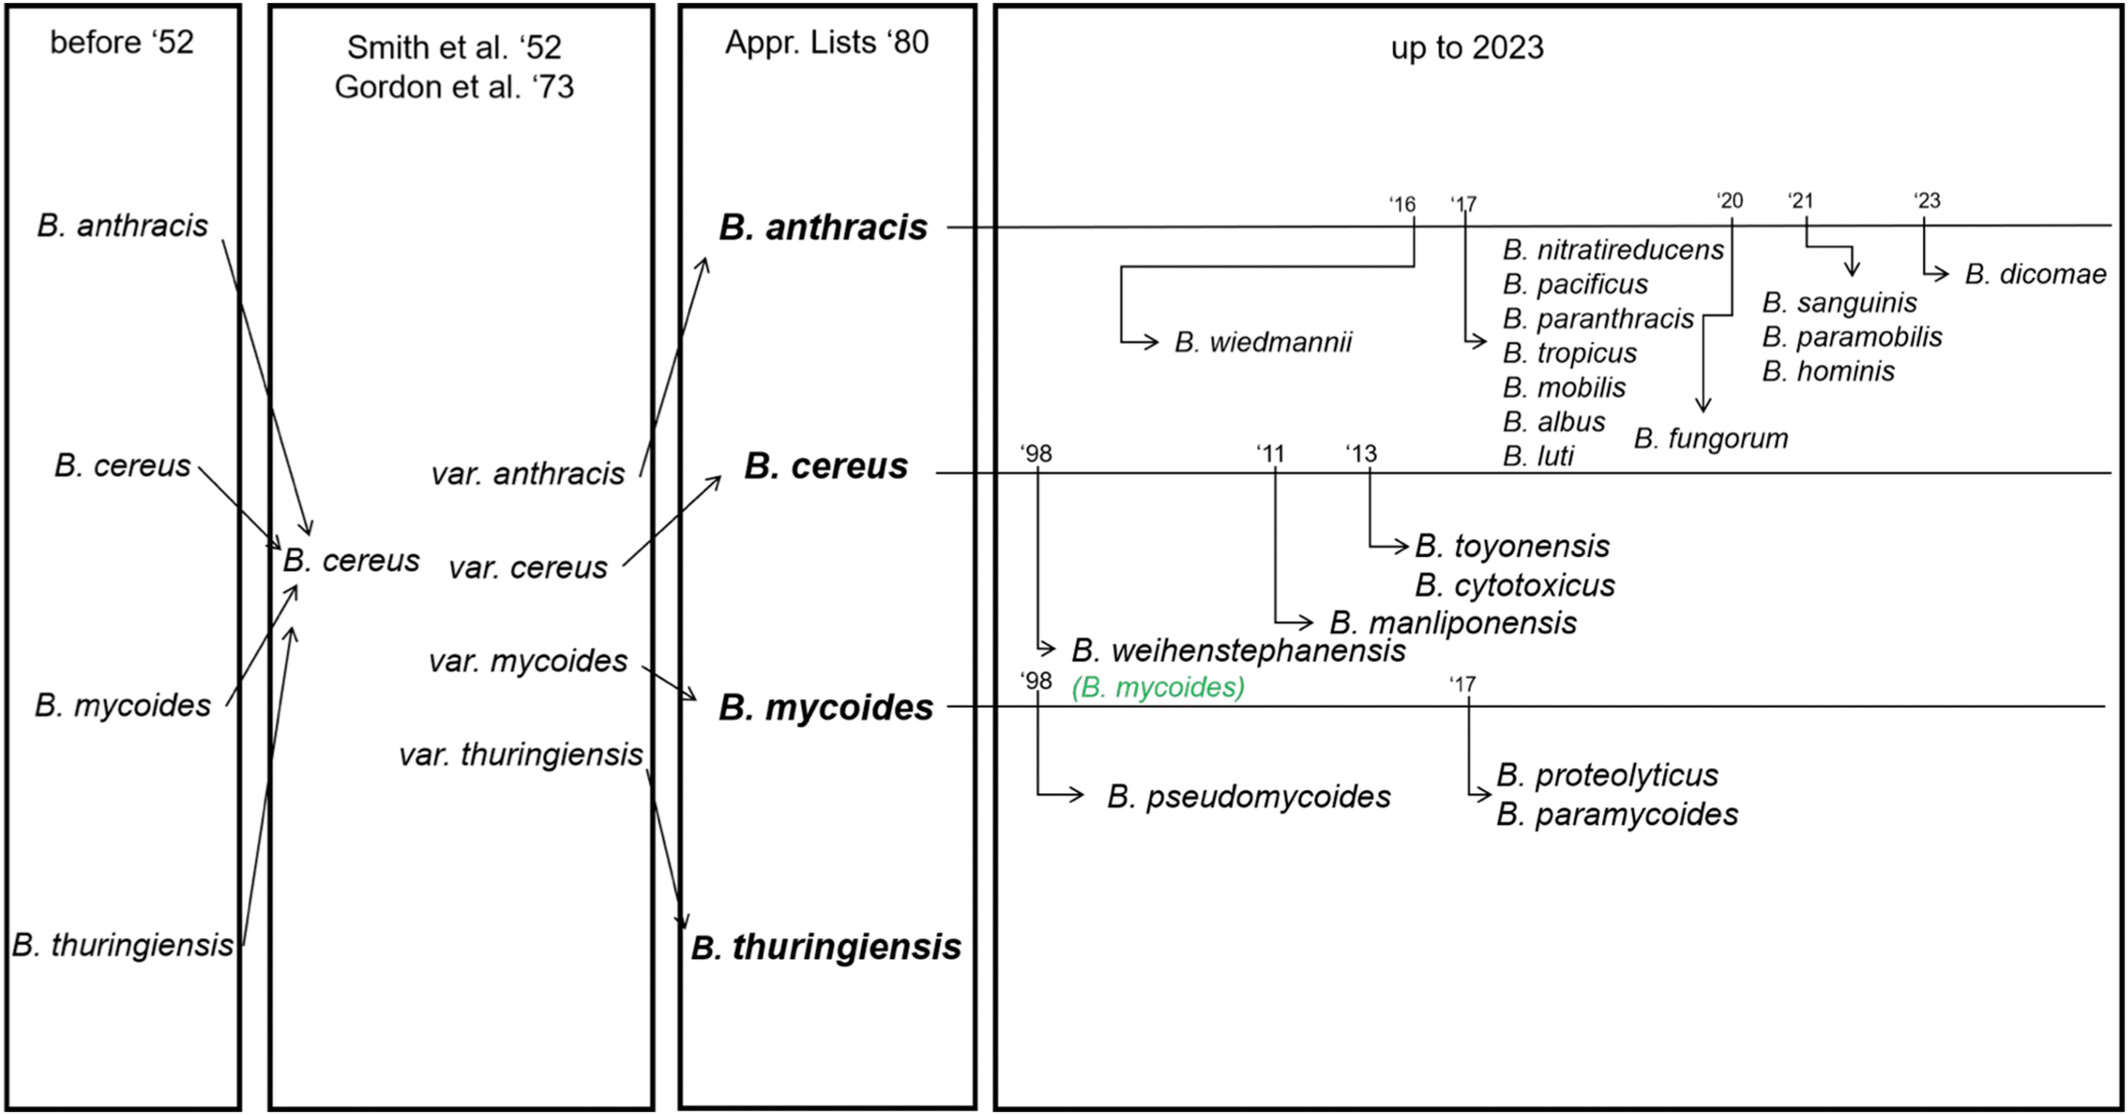 before ‘52
B. anthracis
B. cereus
B. mycoides
B. thuringiensis
Smith et al. ‘52
Gordon et al. ‘73
B. cereus
var. anthracis
var. cereus
var. mycoides
var. thuringiensis
Appr. Lists ‘80
B. anthracis
B. cereus
B. mycoides
B. thuringiensis
up to 2023
‘16
‘17
‘20
‘21
‘23
B. wiedmannii
B. nitratireducens
B. pacificus
B. paranthracis
B. tropicus
B. mobilis
B. albus
B. luti
B. fungorum
B. sanguinis
B. paramobilis
B. hominis
B. dicomae
‘98
‘11
‘13
B. toyonensis
B. cytotoxicus
B. manliponensis
B. weihenstephanensis
(B. mycoides)
‘98
‘17
B. pseudomycoides
B. proteolyticus
B. paramycoides